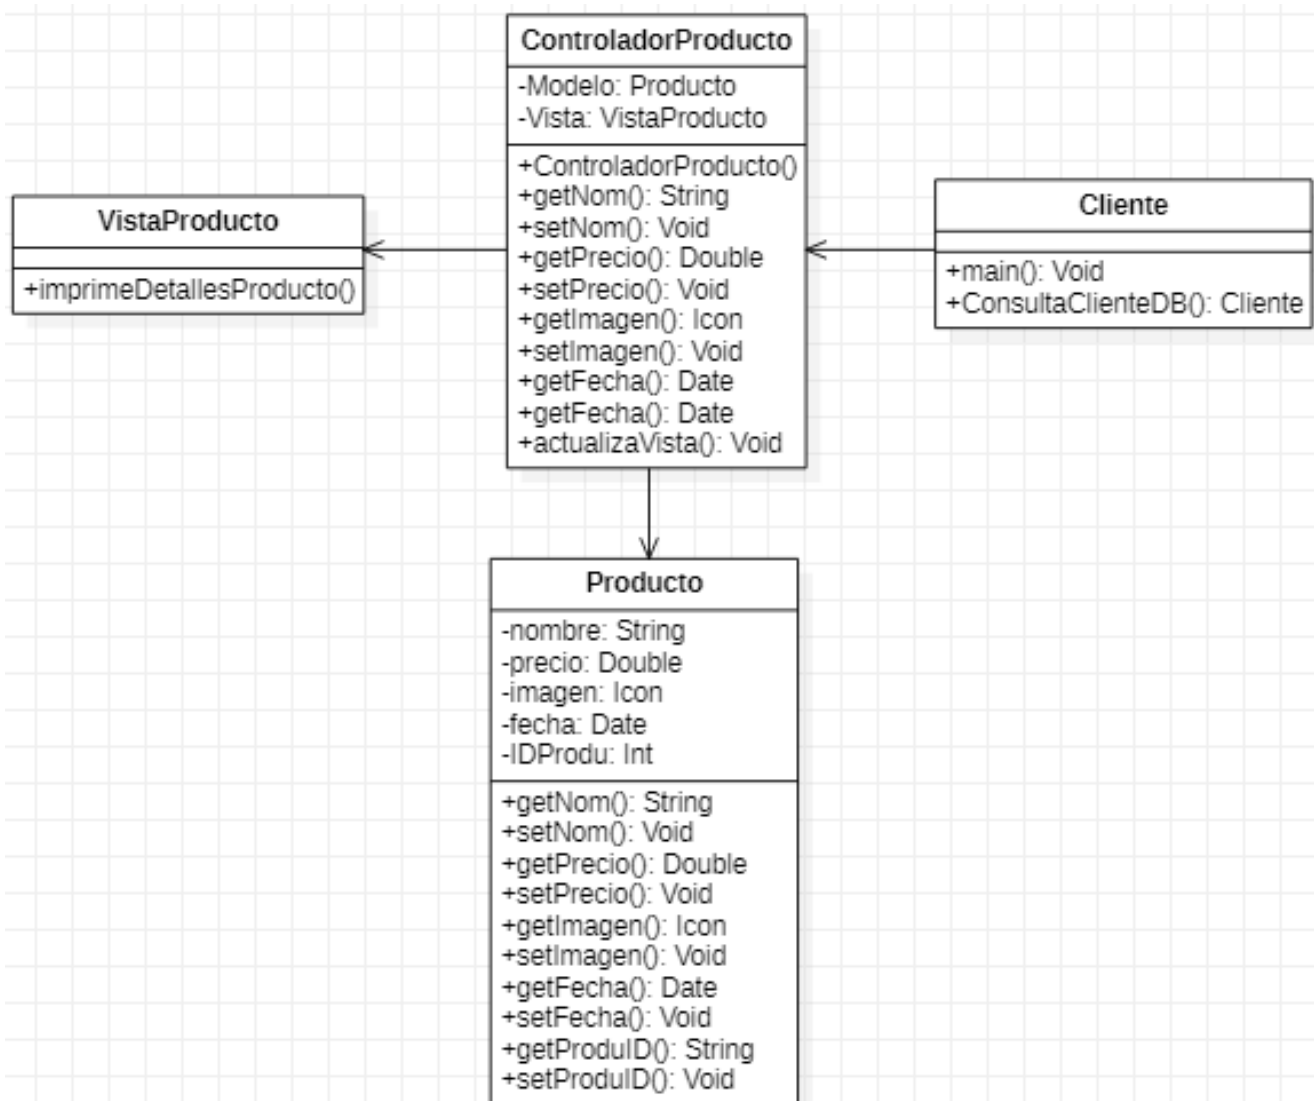 ControladorProducto
-Modelo: Producto
-Vista: VistaProducto
+ControladorProducto()
+getNom(): String
+setNom(): Void
+getPrecio(): Double
+setPrecio(): Void
+getImagen(): Icon
+setImagen(): Void
+getFecha(): Date
+getFecha(): Date
+actualizaVista(): Void
VistaProducto
+imprimeDetallesProducto()
Cliente
+main(): Void
+ConsultaClienteDB(): Cliente
Producto
-nombre: String
-precio: Double
-imagen: Icon
-fecha: Date
-IDProdu: Int
+getNom(): String
+setNom(): Void
+getPrecio(): Double
+setPrecio(): Void
+getImagen(): Icon
+setImagen(): Void
+getFecha(): Date
+setFecha(): Void
+getProduID(): String
+setProduID(): Void